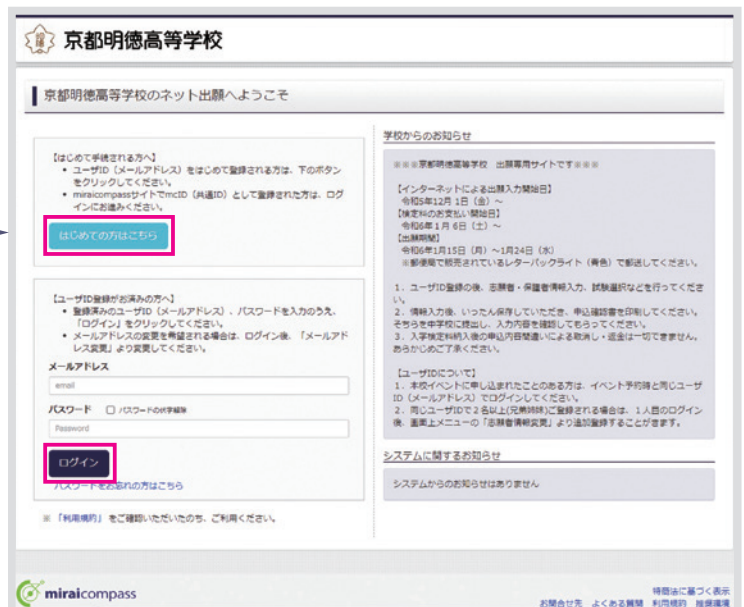 京都明徳高等学校
京都明徳高等学校のネット出願へようこそ
【はじめて手続される方へ】
• ユーザID（メールアドレス）をはじめて登録される方は、下のボタン
をクリックしてください。
• miraicompassサイトでmcID（共通ID）として登録された方は、ログ
インにお進みください。
はじめての方はこちら
【ユーザID登録がお済みの方へ】
• 登録済みのユーザID（メールアドレス）、パスワードを入力のうえ、
「ログイン」をクリックしてください。
• メールアドレスの変更を希望される場合は、ログイン後、「メールアド
レス変更」より変更してください。
メールアドレス
email
パスワード □ パスワードの伏字解除
Password
ログイン
パスワードをお忘れの方はこちら
※ 「利用規約」 をご確認いただいたのち、ご利用ください。
学校からのお知らせ
※※※京都明徳高等学校 出願専用サイトです※※※
【インターネットによる出願入力開始日】
令和5年12月 1日（金）～
【検定料のお支払い開始日】
令和6年 1月 6日（土）～
【出願期間】
令和6年1月15日（月）～1月24日（水）
※郵便局で販売されているレターパックライト（青色）で郵送してください。
1．ユーザID登録の後、志願者・保護者情報入力、試験選択などを行ってくださ
い。
2．情報入力後、いったん保存していただき、申込確認書を印刷してください。
そちらを中学校に提出し、入力内容を確認してもらってください。
3．入学検定料納入後の申込内容間違いによる取消し・返金は一切できません。
あらかじめご了承ください。
【ユーザIDについて】
1．本校イベントに申し込まれたことのある方は、イベント予約時と同じユーザ
ID（メールアドレス）でログインしてください。
2．同じユーザIDで２名以上(兄弟姉妹)ご登録される場合は、１人目のログイン
後、画面上メニューの「志願者情報変更」より追加登録することができます。
システムに関するお知らせ
システムからのお知らせはありません
miraicompass
特商法に基づく表示
お問合せ先 よくある質問 利用規約 推奨環境